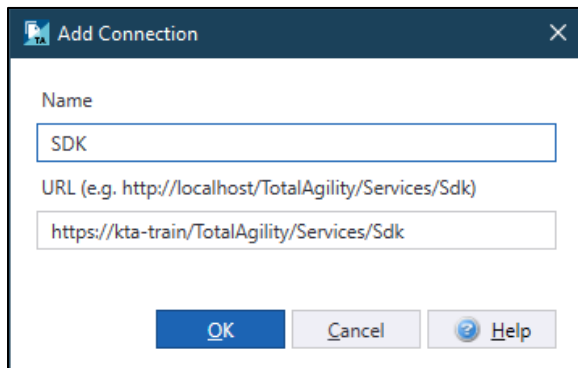 TA Add Connection
Name
SDK
URL (e.g. http://localhost/TotalAgility/Services/Sdk)
https://kta-train/TotalAgility/Services/Sdk
OK Cancel Help